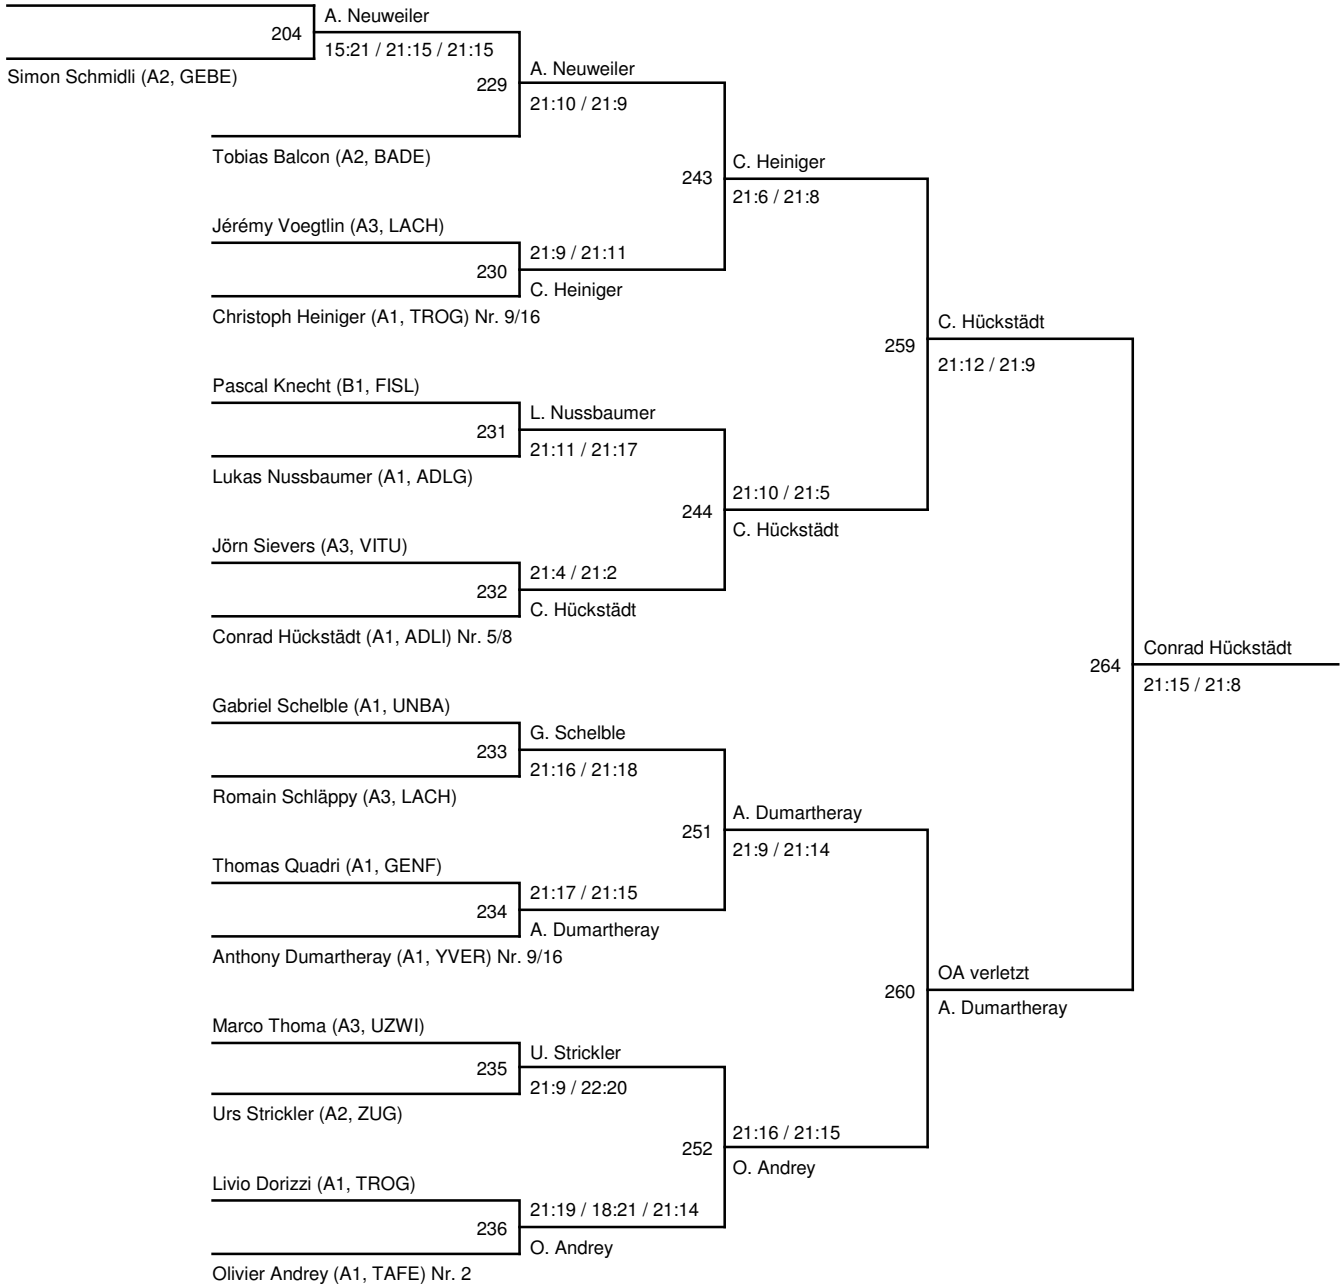 A. Neuweiler
204
15:21 / 21:15 / 21:15
Simon Schmidli (A2, GEBE)
A. Neuweiler
229
21:10 / 21:9
Tobias Balcon (A2, BADE)
C. Heiniger
243
21:6 / 21:8
Jérémy Voegtlin (A3, LACH)
21:9 / 21:11
230
C. Heiniger
Christoph Heiniger (A1, TROG) Nr. 9/16
C. Hückstädt
259
21:12 / 21:9
Pascal Knecht (B1, FISL)
L. Nussbaumer
231
21:11 / 21:17
Lukas Nussbaumer (A1, ADLG)
21:10 / 21:5
244
C. Hückstädt
Jörn Sievers (A3, VITU)
21:4 / 21:2
232
C. Hückstädt
Conrad Hückstädt (A1, ADLI) Nr. 5/8
Conrad Hückstädt
264
21:15 / 21:8
Gabriel Schelble (A1, UNBA)
G. Schelble
233
21:16 / 21:18
Romain Schläppy (A3, LACH)
A. Dumartheray
251
21:9 / 21:14
Thomas Quadri (A1, GENF)
21:17 / 21:15
234
A. Dumartheray
Anthony Dumartheray (A1, YVER) Nr. 9/16
OA verletzt
260
A. Dumartheray
Marco Thoma (A3, UZWI)
U. Strickler
235
21:9 / 22:20
Urs Strickler (A2, ZUG)
21:16 / 21:15
252
O. Andrey
Livio Dorizzi (A1, TROG)
21:19 / 18:21 / 21:14
236
O. Andrey
Olivier Andrey (A1, TAFE) Nr. 2